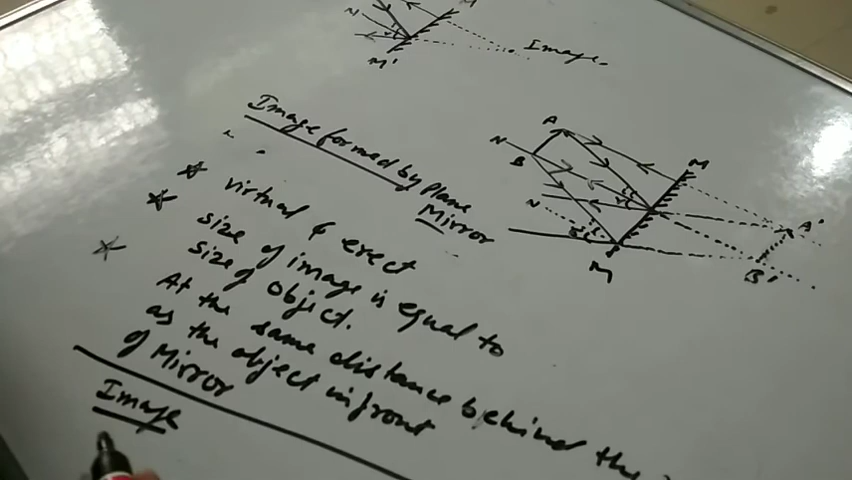 N
M
M'
Image.
Image formed by plane
Mirror
virtual & erect
size of image is equal to
size of object.
At the same distance behind the
as the object in front
of Mirror
Image
A
N
B
M
N
M
A'
B'